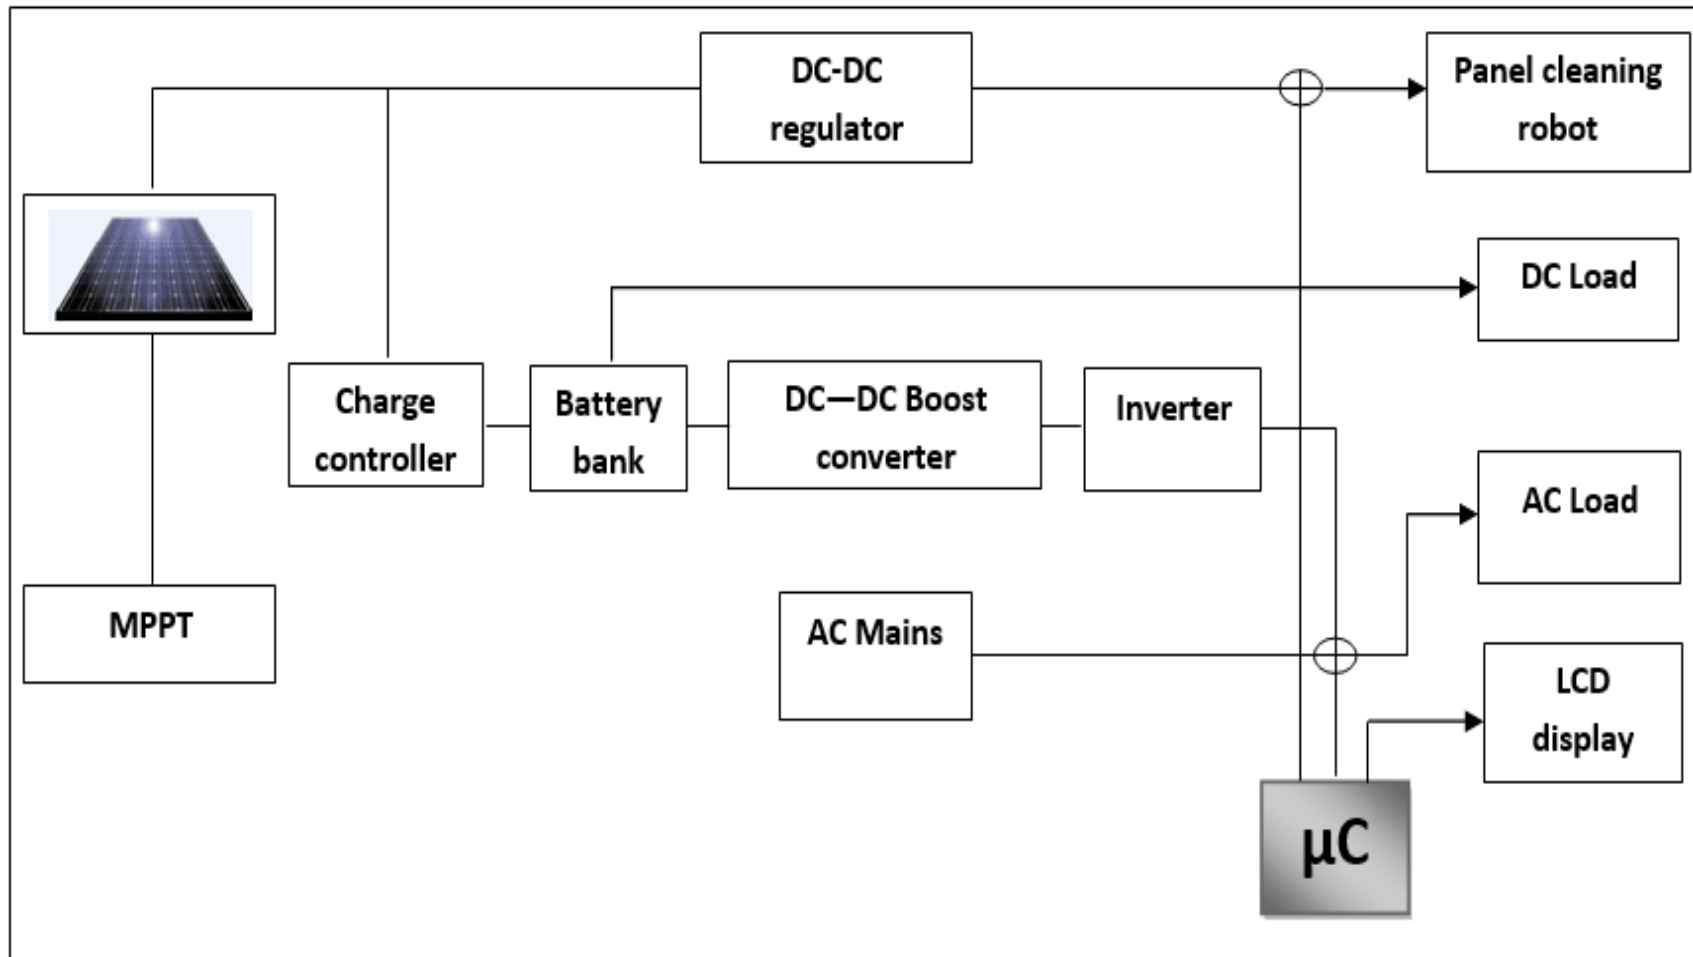 DC-DC
regulator
Panel cleaning
robot
DC Load
Charge
controller
Battery
bank
DC—DC Boost
converter
Inverter
AC Load
MPPT
AC Mains
LCD
display
µC